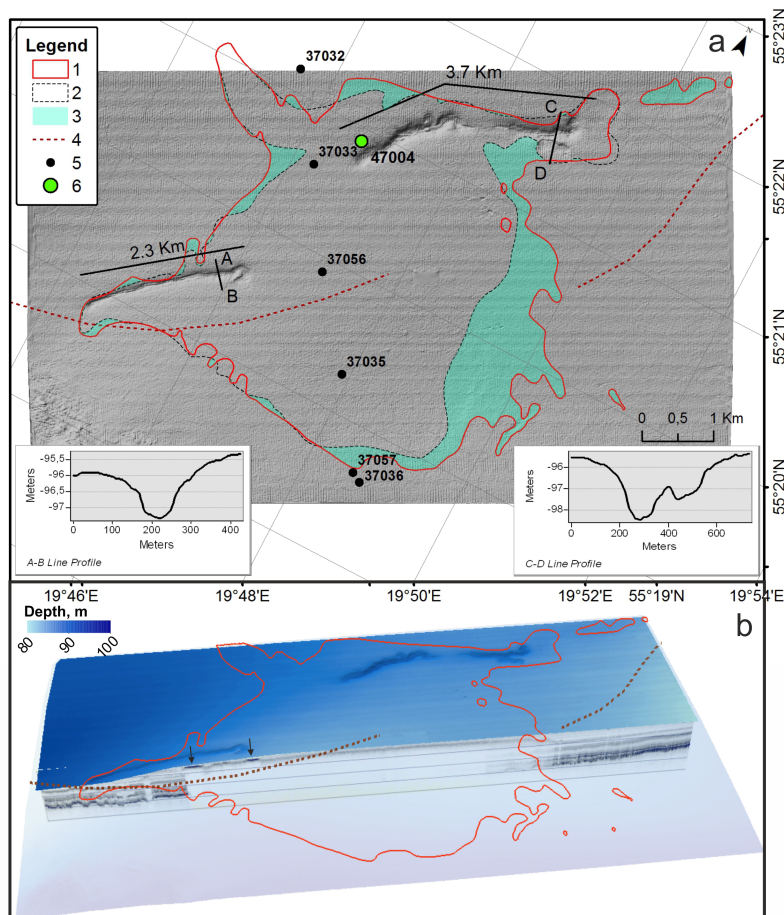 a
N
Legend
1
2
3
4
5
6
37032
3.7 Km
C
37033
47004
D
2.3 Km
A
B
37056
37035
37057
37036
0 0,5 1 Km
55°23'N
55°22'N
55°21'N
55°20'N
-95,5
-96
-96,5
-97
Meters
0 100 200 300 400
Meters
A-B Line Profile
-96
-97
-98
Meters
0 200 400 600
Meters
C-D Line Profile
19°46'E 19°48'E 19°50'E 19°52'E 55°19'N 19°54'E
b
Depth, m
80 90 100